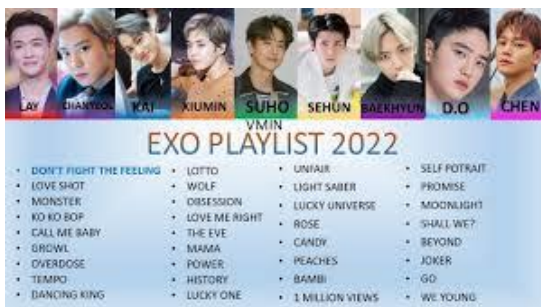 LAY
CHANYEOL
KAI
XIUMIN
SUHO
SEHUN
BAEKHYUN
D.O
CHEN
VMIN
EXO PLAYLIST 2022
• DON'T FIGHT THE FEELING
• LOVE SHOT
• MONSTER
• KO KO BOP
• CALL ME BABY
• GROWL
• OVERDOSE
• TEMPO
• DANCING KING
• LOTTO
• WOLF
• OBSESSION
• LOVE ME RIGHT
• THE EVE
• MAMA
• POWER
• HISTORY
• LUCKY ONE
• UNFAIR
• LIGHT SABER
• LUCKY UNIVERSE
• ROSE
• CANDY
• PEACHES
• BAMBI
• 1 MILLION VIEWS
• SELF POTRAIT
• PROMISE
• MOONLIGHT
• SHALL WE?
• BEYOND
• JOKER
• GO
• WE YOUNG